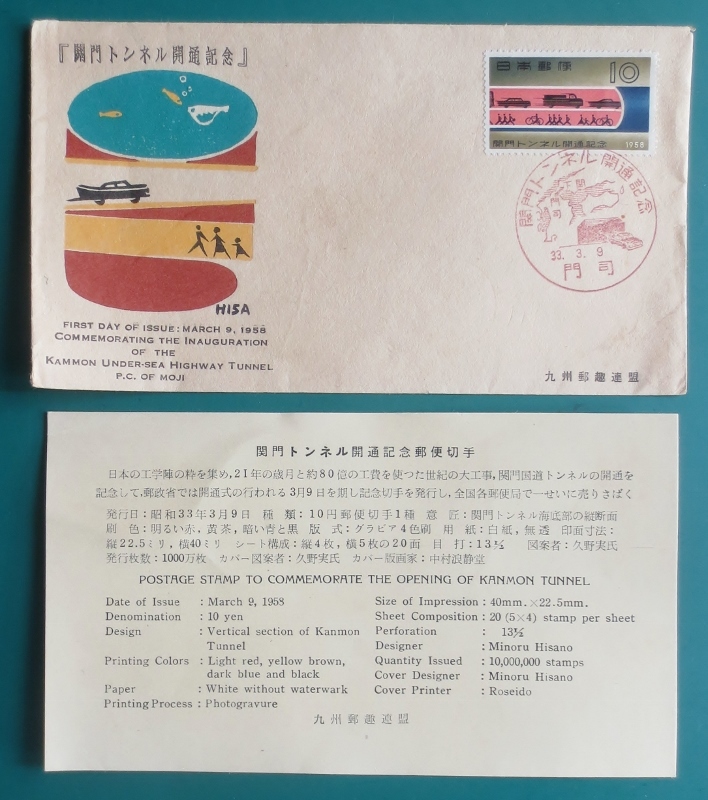 『関門トンネル開通記念』
日本郵便 10
関門トンネル開通記念 1958
関門トンネル開通記念
門司
33. 3. 9
門司
HISA
FIRST DAY OF ISSUE: MARCH 9, 1958
COMMEMORATING THE INAUGURATION
OF THE
KAMMON UNDER-SEA HIGHWAY TUNNEL
P.C. OF MOJI
九州郵趣連盟
関門トンネル開通記念郵便切手
日本の工学陣の粋を集め,21年の歳月と約80倍の工費を使つた世紀の大工事,関門国道トンネルの開通を
記念して,郵政省では開通式の行われる3月9日を期し記念切手を発行し,全国各郵便局で一せいに売りさばく
発行日:昭和33年3月9日 種 類:10円郵便切手1種 意 匠:関門トンネル海底部の縦断面
刷 色:明るい赤,黄茶,暗い青と黒 版 式:グラビア4色刷 用 紙:白紙,無透 印面寸法:
縦22.5ミリ,横40ミリ シート構成:縦4枚,横5枚の20面 目 打:13½ 図案者:久野実氏
発行枚数:1000万枚 カバー図案者:久野実氏 カバー版画家:中村浪静堂
POSTAGE STAMP TO COMMEMORATE THE OPENING OF KANMON TUNNEL
Date of Issue : March 9, 1958
Denomination : 10 yen
Design : Vertical section of Kanmon
Tunnel
Printing Colors : Light red, yellow brown,
dark blue and black
Paper : White without waterwark
Printing Process : Photogravure
Size of Impression : 40mm.×22.5mm.
Sheet Composition : 20 (5×4) stamp per sheet
Perforation : 13½
Designer : Minoru Hisano
Quantity Issued : 10,000,000 stamps
Cover Designer : Minoru Hisano
Cover Printer : Roseido
九州郵趣連盟